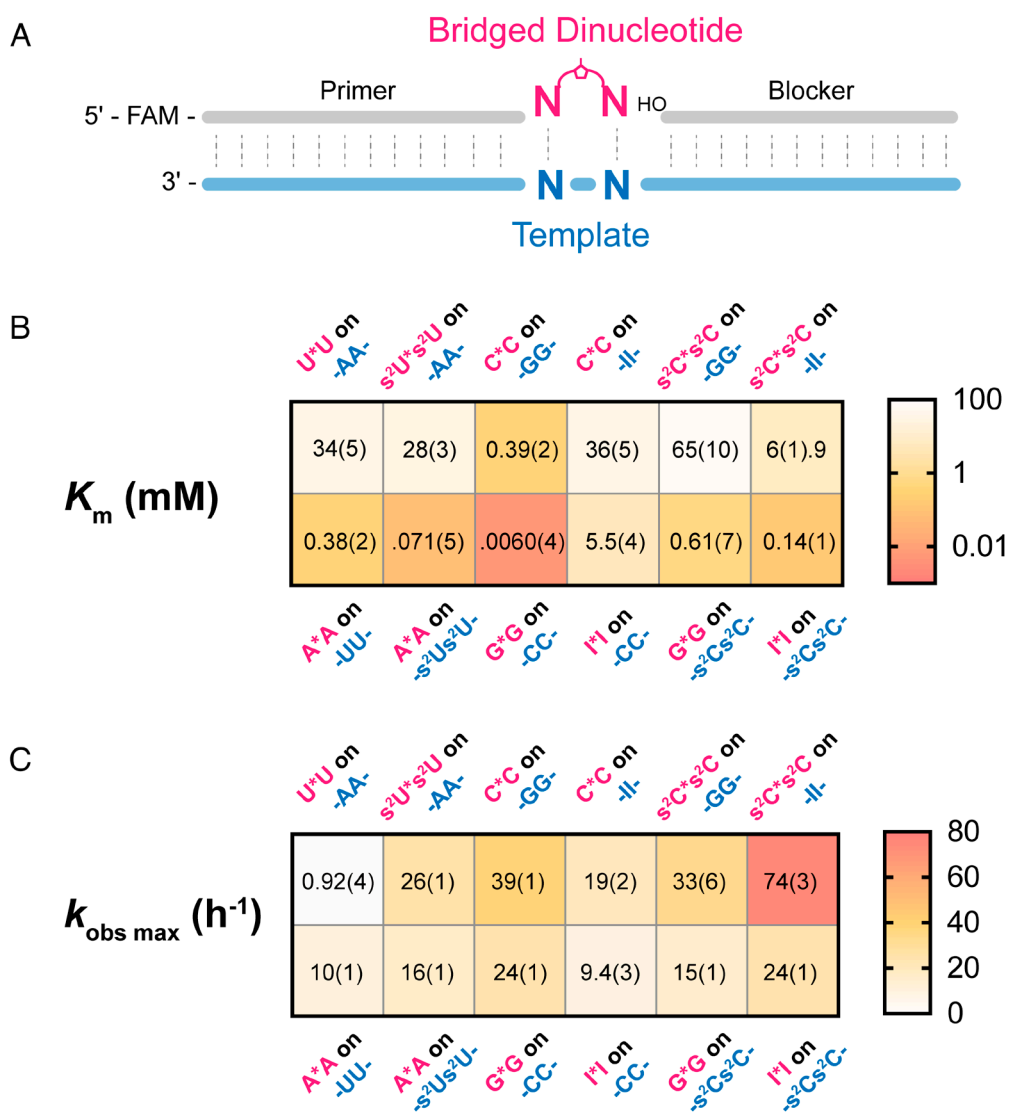 A
Bridged Dinucleotide
N N HO
Primer
Blocker
5' - FAM -
3' -
N N
Template
B
U*U on
-AA-
s²U*s²U on
-AA-
C*C on
-GG-
C*C on
-II-
s²C*s²C on
-GG-
s²C*s²C on
-II-
Km (mM)
34(5) 28(3) 0.39(2) 36(5) 65(10) 6(1).9
0.38(2) .071(5) .0060(4) 5.5(4) 0.61(7) 0.14(1)
100
1
0.01
A*A on
-UU-
A*A on
-s²Us²U-
G*G on
-CC-
I*I on
-CC-
G*G on
-s²Cs²C-
I*I on
-s²Cs²C-
C
U*U on
-AA-
s²U*s²U on
-AA-
C*C on
-GG-
C*C on
-II-
s²C*s²C on
-GG-
s²C*s²C on
-II-
kobs max (h⁻¹)
0.92(4) 26(1) 39(1) 19(2) 33(6) 74(3)
10(1) 16(1) 24(1) 9.4(3) 15(1) 24(1)
80
60
40
20
0
A*A on
-UU-
A*A on
-s²Us²U-
G*G on
-CC-
I*I on
-CC-
G*G on
-s²Cs²C-
I*I on
-s²Cs²C-